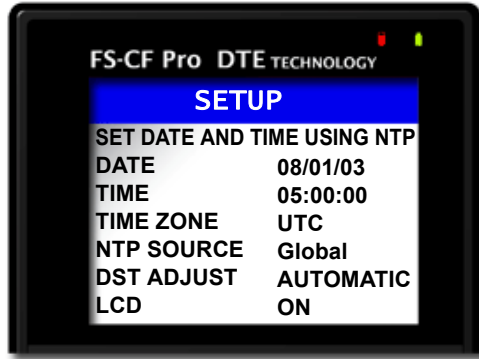 FS-CF Pro DTE TECHNOLOGY
SETUP
SET DATE AND TIME USING NTP
DATE 08/01/03
TIME 05:00:00
TIME ZONE UTC
NTP SOURCE Global
DST ADJUST AUTOMATIC
LCD ON